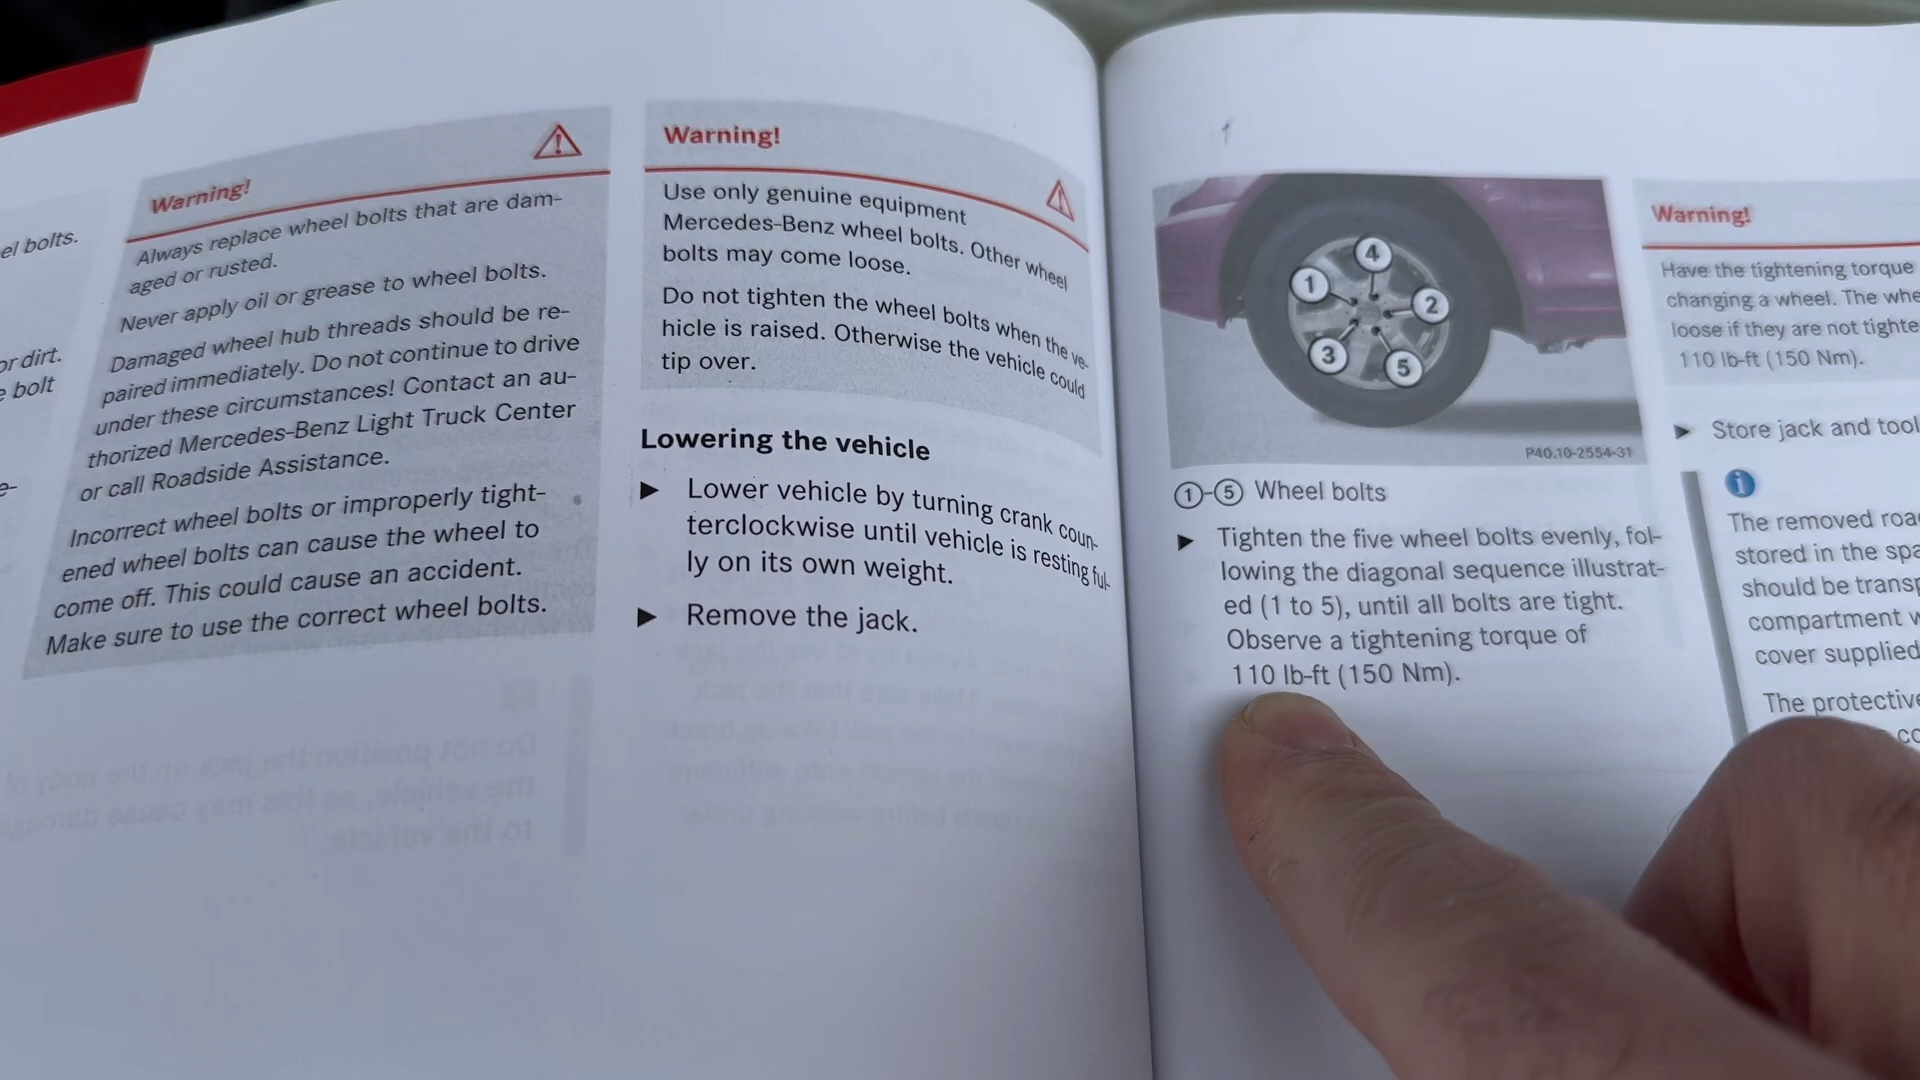 el bolts.
or dirt.
e bolt
e-
Warning!
Always replace wheel bolts that are dam-
aged or rusted.
Never apply oil or grease to wheel bolts.
Damaged wheel hub threads should be re-
paired immediately. Do not continue to drive
under these circumstances! Contact an au-
thorized Mercedes-Benz Light Truck Center
or call Roadside Assistance.
Incorrect wheel bolts or improperly tight-
ened wheel bolts can cause the wheel to
come off. This could cause an accident.
Make sure to use the correct wheel bolts.
Warning!
Use only genuine equipment
Mercedes-Benz wheel bolts. Other wheel
bolts may come loose.
Do not tighten the wheel bolts when the ve-
hicle is raised. Otherwise the vehicle could
tip over.
Lowering the vehicle
► Lower vehicle by turning crank coun-
terclockwise until vehicle is resting ful-
ly on its own weight.
► Remove the jack.
4
1
2
3
5
P40.10-2554-31
①-⑤ Wheel bolts
► Tighten the five wheel bolts evenly, fol-
lowing the diagonal sequence illustrat-
ed (1 to 5), until all bolts are tight.
Observe a tightening torque of
110 lb-ft (150 Nm).
Warning!
Have the tightening torque
changing a wheel. The whe
loose if they are not tighte
110 lb-ft (150 Nm).
► Store jack and tool
i
The removed roa
stored in the spa
should be transp
compartment w
cover supplied
The protective
co